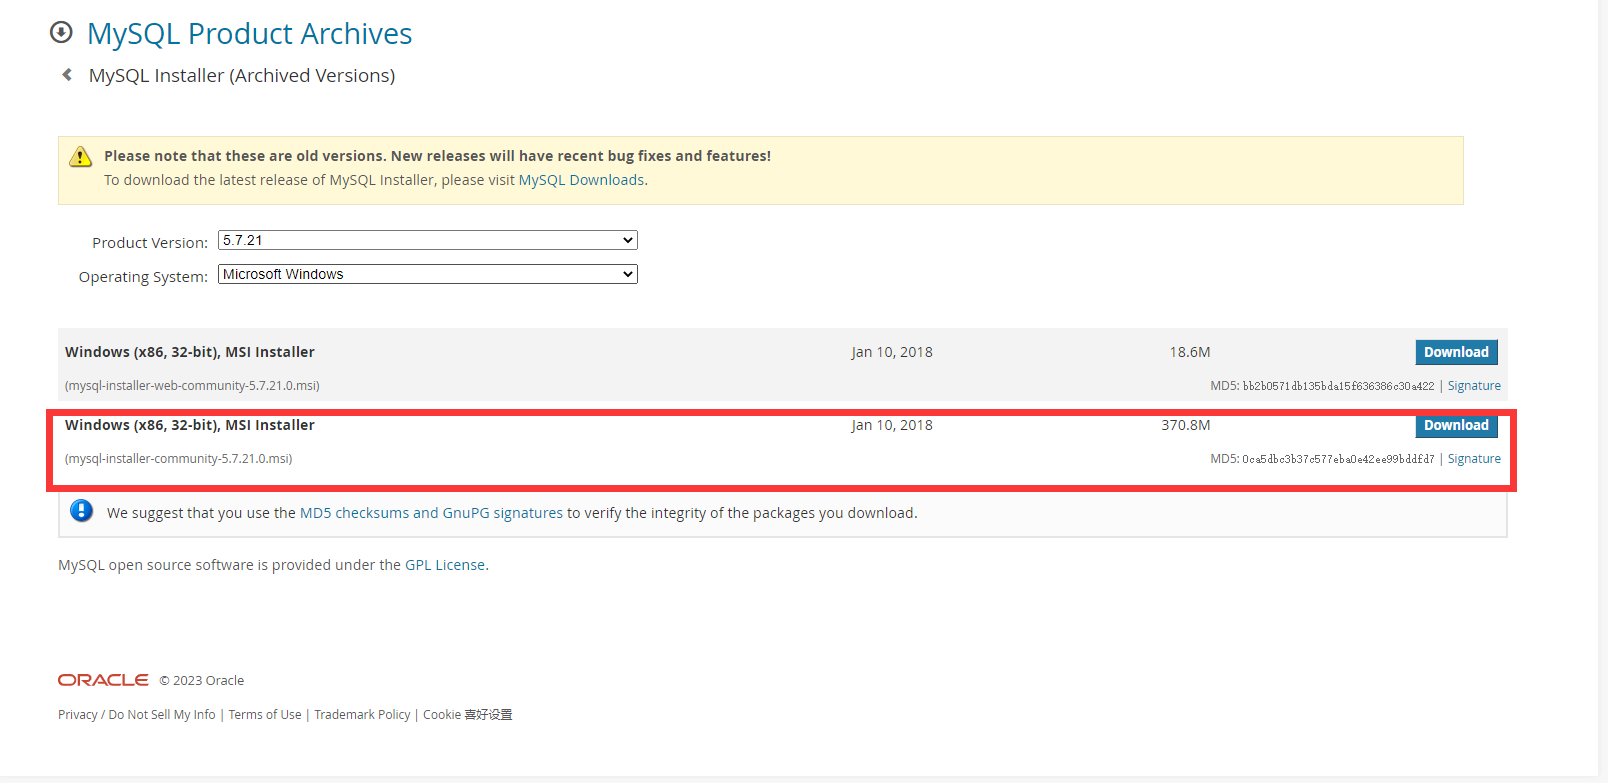 MySQL Product Archives
MySQL Installer (Archived Versions)
Please note that these are old versions. New releases will have recent bug fixes and features!
To download the latest release of MySQL Installer, please visit MySQL Downloads.
Product Version: 5.7.21
Operating System: Microsoft Windows
Windows (x86, 32-bit), MSI Installer Jan 10, 2018 18.6M Download
(mysql-installer-web-community-5.7.21.0.msi) MD5: bb2b0571db135bda15f636386c30a422 | Signature
Windows (x86, 32-bit), MSI Installer Jan 10, 2018 370.8M Download
(mysql-installer-community-5.7.21.0.msi) MD5: 0ca5dbc3b37c577eba0e42ee99bddfd7 | Signature
We suggest that you use the MD5 checksums and GnuPG signatures to verify the integrity of the packages you download.
MySQL open source software is provided under the GPL License.
ORACLE © 2023 Oracle
Privacy / Do Not Sell My Info | Terms of Use | Trademark Policy | Cookie 喜好设置